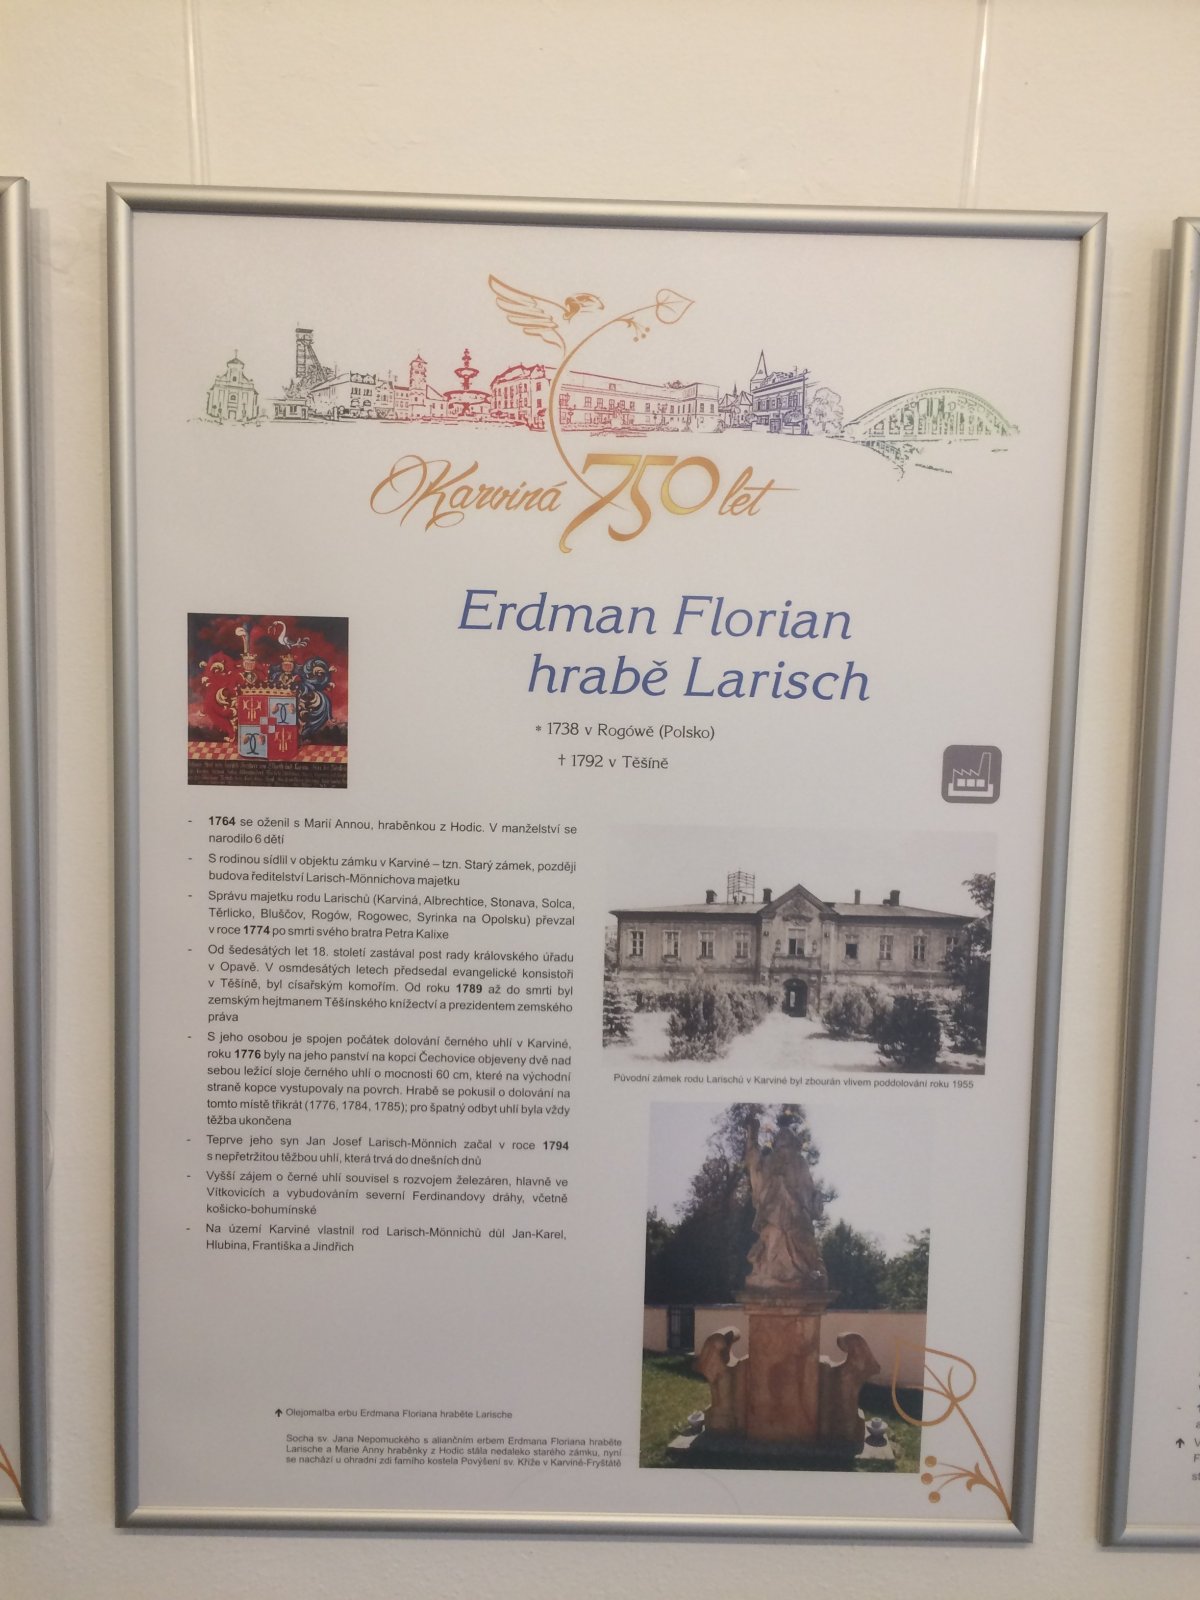 Karviná 750 let
Erdman Florian
hrabě Larisch
* 1738 v Rogówě (Polsko)
† 1792 v Těšíně
- 1764 se oženil s Marií Annou, hraběnkou z Hodic. V manželství se
narodilo 6 dětí
- S rodinou sídlil v objektu zámku v Karviné – tzn. Starý zámek, později
budova ředitelství Larisch-Mönnichova majetku
- Správu majetku rodu Larischů (Karviná, Albrechtice, Stonava, Solca,
Těrlicko, Bluščov, Rogów, Rogowec, Syrinka na Opolsku) převzal
v roce 1774 po smrti svého bratra Petra Kalixe
- Od šedesátých let 18. století zastával post rady královského úřadu
v Opavě. V osmdesátých letech předsedal evangelické konsistoři
v Těšíně, byl císařským komořím. Od roku 1789 až do smrti byl
zemským hejtmanem Těšínského knížectví a prezidentem zemského
práva
- S jeho osobou je spojen počátek dolování černého uhlí v Karviné,
roku 1776 byly na jeho panství na kopci Čechovice objeveny dvě nad
sebou ležící sloje černého uhlí o mocnosti 60 cm, které na východní
straně kopce vystupovaly na povrch. Hrabě se pokusil o dolování na
tomto místě třikrát (1776, 1784, 1785); pro špatný odbyt uhlí byla vždy
těžba ukončena
- Teprve jeho syn Jan Josef Larisch-Mönnich začal v roce 1794
s nepřetržitou těžbou uhlí, která trvá do dnešních dnů
- Vyšší zájem o černé uhlí souvisel s rozvojem železáren, hlavně ve
Vítkovicích a vybudováním severní Ferdinandovy dráhy, včetně
košicko-bohumínské
- Na území Karviné vlastnil rod Larisch-Mönnichů důl Jan-Karel,
Hlubina, Františka a Jindřich
Původní zámek rodu Larischů v Karviné byl zbourán vlivem poddolování roku 1955
↑ Olejomalba erbu Erdmana Floriana hraběte Larische
Socha sv. Jana Nepomuckého s aliančním erbem Erdmana Floriana hraběte
Larische a Marie Anny hraběnky z Hodic stála nedaleko starého zámku, nyní
se nachází u ohradní zdi farního kostela Povýšení sv. Kříže v Karviné-Fryštátě